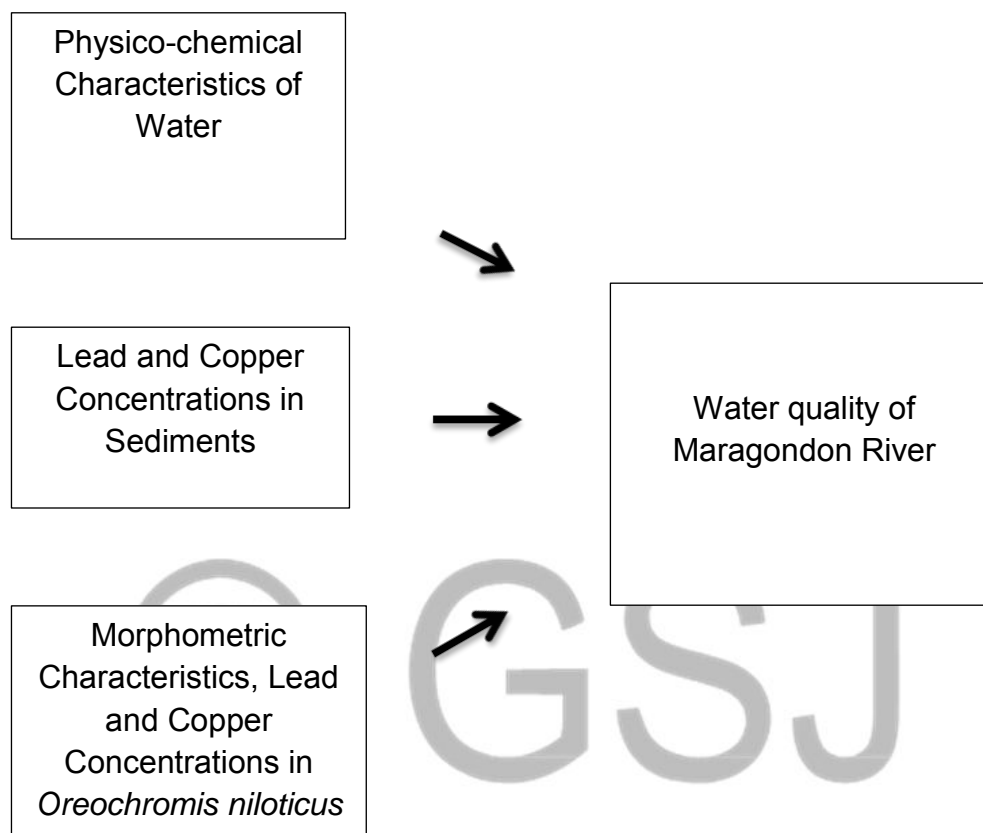 Physico-chemical
Characteristics of
Water
Lead and Copper
Concentrations in
Sediments
Water quality of
Maragondon River
Morphometric
Characteristics, Lead
and Copper
Concentrations in
Oreochromis niloticus
GSJ